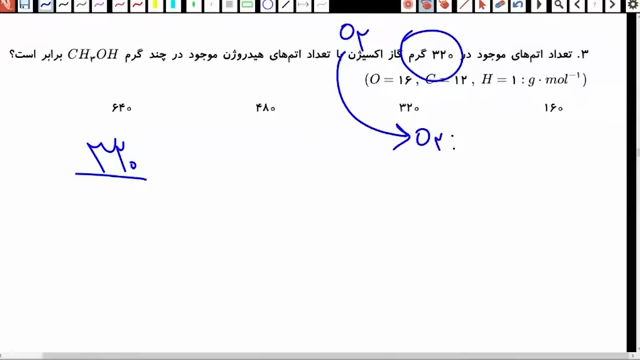 O۲
۳. تعداد اتم‌های موجود در ۳۲۰ گرم گاز اکسیژن با تعداد اتم‌های هیدروژن موجود در چند گرم CH۳OH برابر است؟
(O = ۱۶ , C = ۱۲ , H = ۱ : g · mol⁻¹)
۱۶۰ ۳۲۰ ۴۸۰ ۶۴۰
O۲ :
۳۲۰